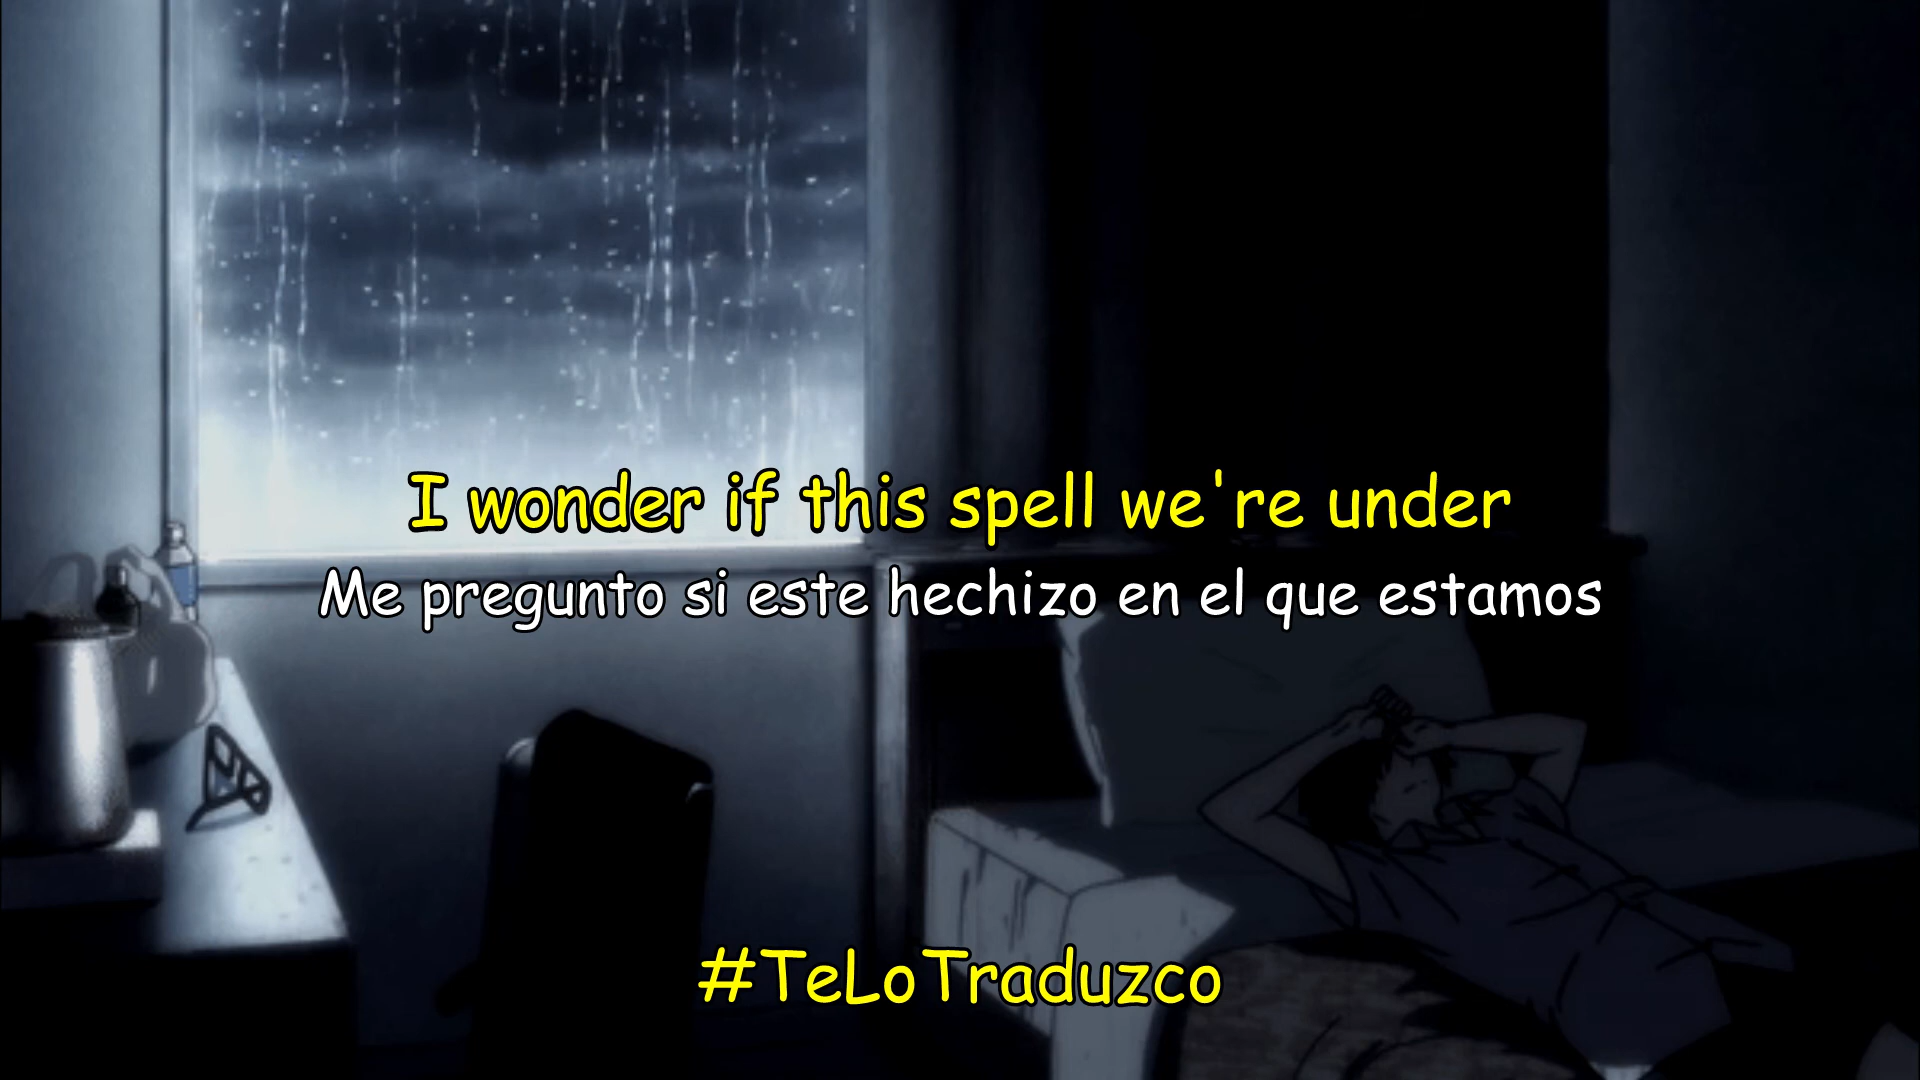 I wonder if this spell we're under
Me pregunto si este hechizo en el que estamos
#TeLoTraduzco